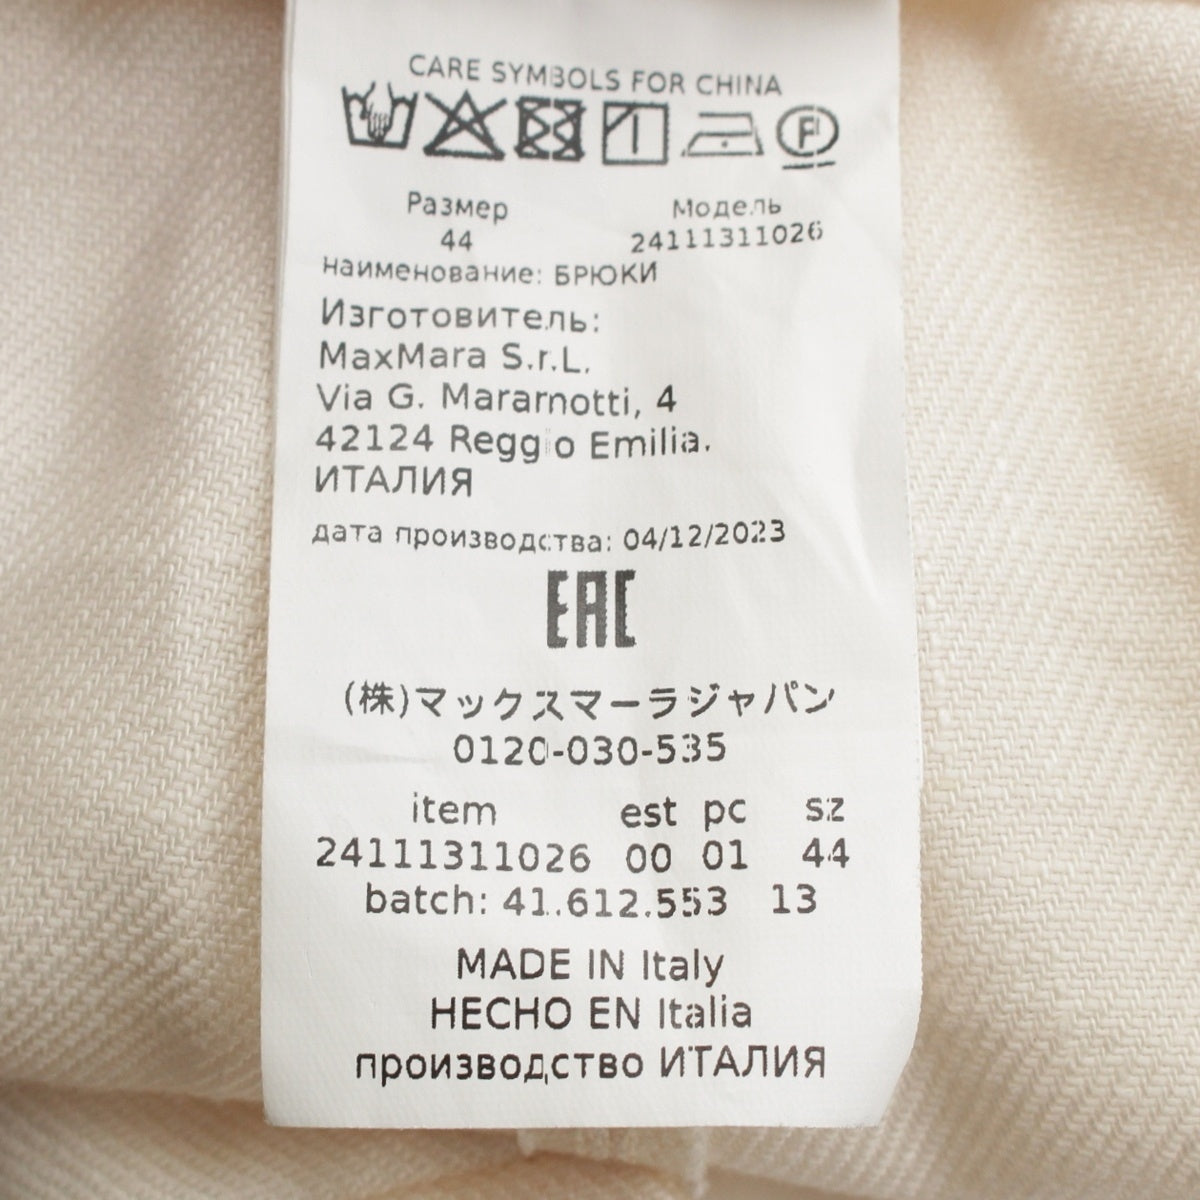 CARE SYMBOLS FOR CHINA
F
Размер Модель
44 24111311026
наименование: БРЮКИ
Изготовитель:
MaxMara S.r.L.
Via G. Mararnotti, 4
42124 Reggio Emilia.
ИТАЛИЯ
дата производства: 04/12/2023
EAC
(株)マックスマーラジャパン
0120-030-535
item est pc sz
24111311026 00 01 44
batch: 41.612.553 13
MADE IN Italy
HECHO EN Italia
производство ИТАЛИЯ